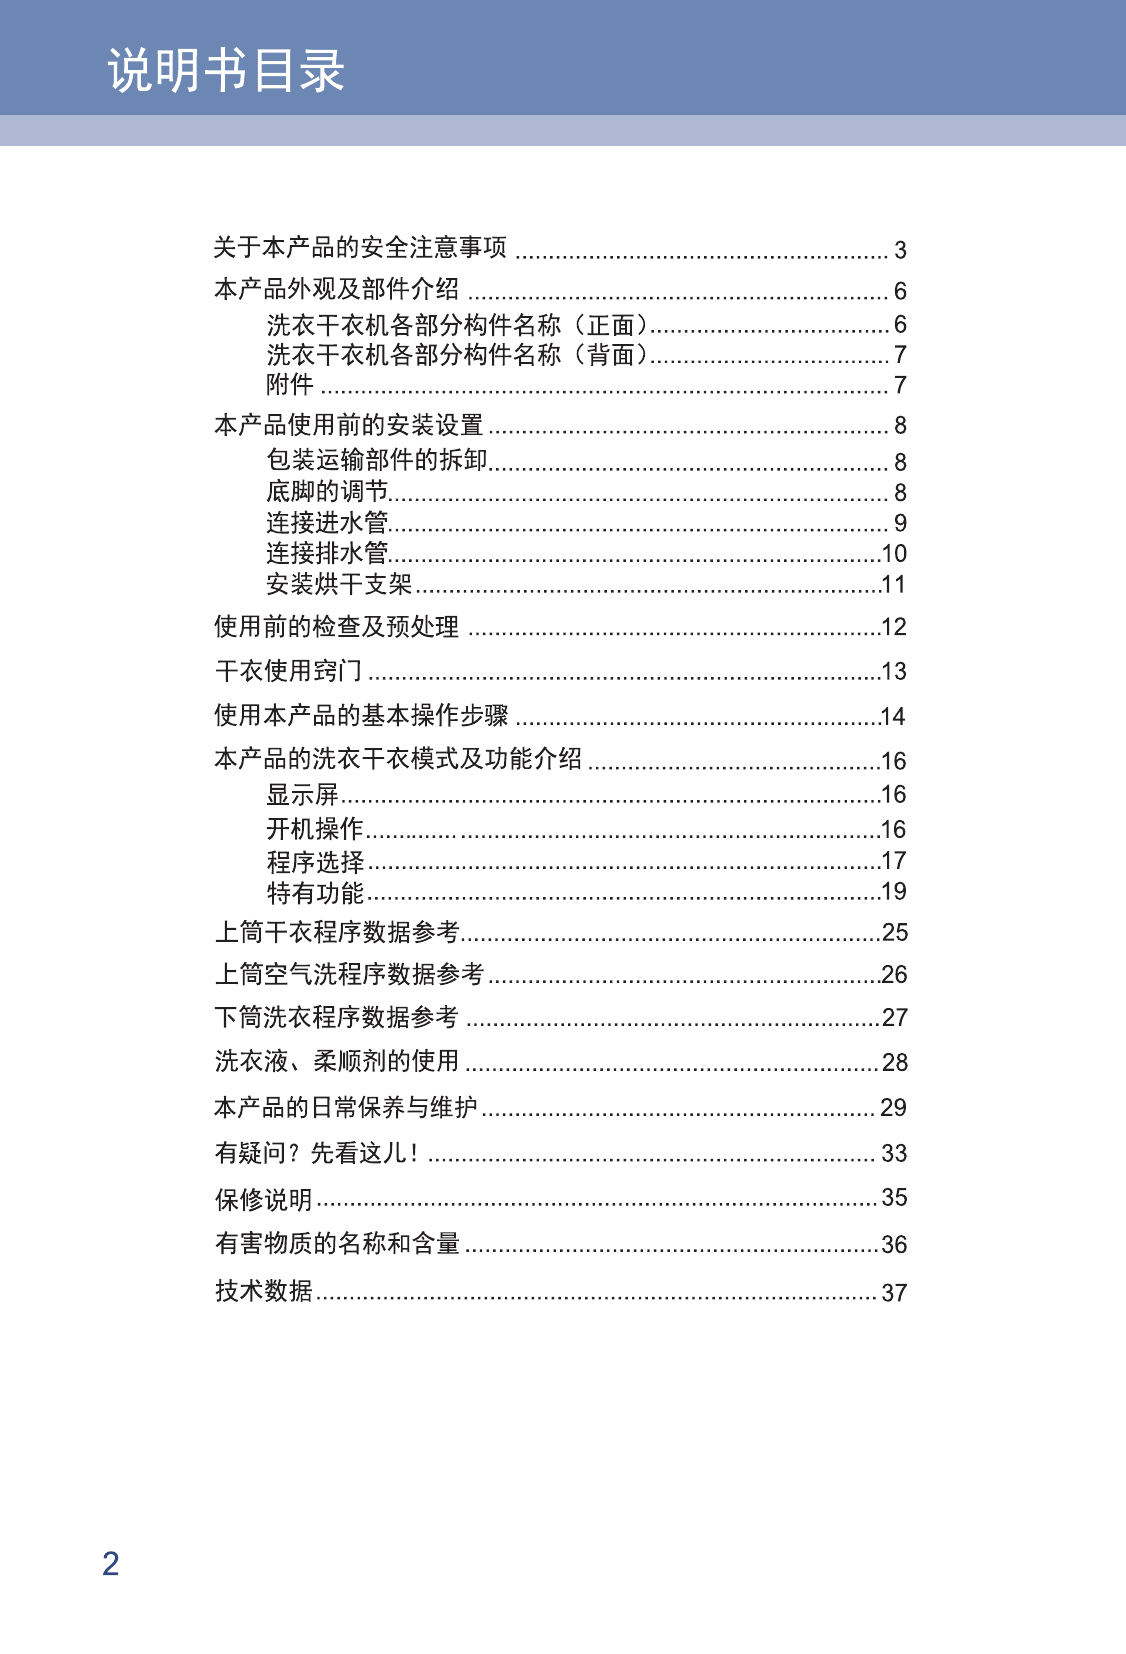 说明书目录
关于本产品的安全注意事项 ........................................................ 3
本产品外观及部件介绍 ............................................................... 6
洗衣干衣机各部分构件名称（正面）.................................... 6
洗衣干衣机各部分构件名称（背面）.................................... 7
附件 ..................................................................................... 7
本产品使用前的安装设置 ............................................................ 8
包装运输部件的拆卸............................................................ 8
底脚的调节........................................................................... 8
连接进水管........................................................................... 9
连接排水管..........................................................................10
安装烘干支架......................................................................11
使用前的检查及预处理 ..............................................................12
干衣使用窍门 .............................................................................13
使用本产品的基本操作步骤 .......................................................14
本产品的洗衣干衣模式及功能介绍 ............................................16
显示屏.................................................................................16
开机操作.............................................................................16
程序选择.............................................................................17
特有功能.............................................................................19
上筒干衣程序数据参考...............................................................25
上筒空气洗程序数据参考...........................................................26
下筒洗衣程序数据参考 ..............................................................27
洗衣液、柔顺剂的使用 ..............................................................28
本产品的日常保养与维护........................................................... 29
有疑问？先看这儿！................................................................... 33
保修说明.................................................................................... 35
有害物质的名称和含量..............................................................36
技术数据.................................................................................... 37
2